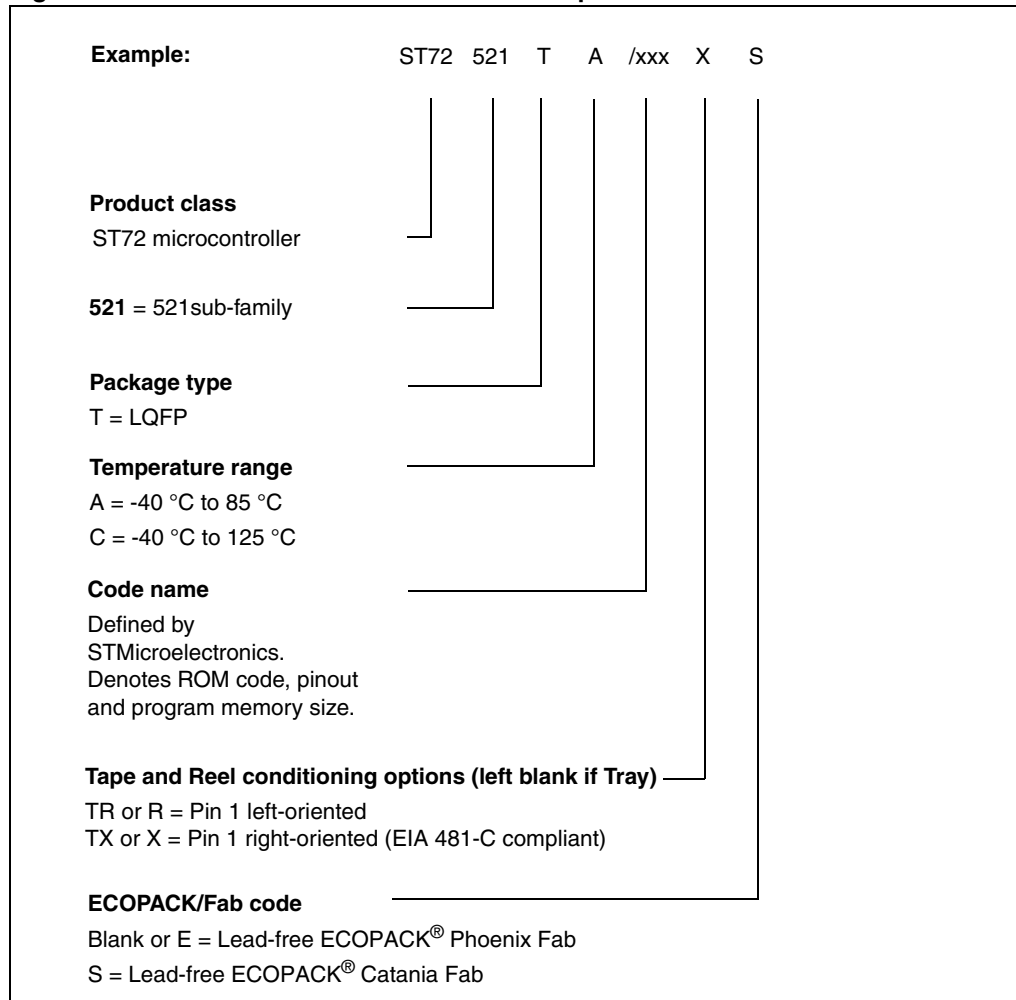 Example: ST72 521 T A /xxx X S
Product class
ST72 microcontroller
521 = 521sub-family
Package type
T = LQFP
Temperature range
A = -40 °C to 85 °C
C = -40 °C to 125 °C
Code name
Defined by
STMicroelectronics.
Denotes ROM code, pinout
and program memory size.
Tape and Reel conditioning options (left blank if Tray)
TR or R = Pin 1 left-oriented
TX or X = Pin 1 right-oriented (EIA 481-C compliant)
ECOPACK/Fab code
Blank or E = Lead-free ECOPACK® Phoenix Fab
S = Lead-free ECOPACK® Catania Fab